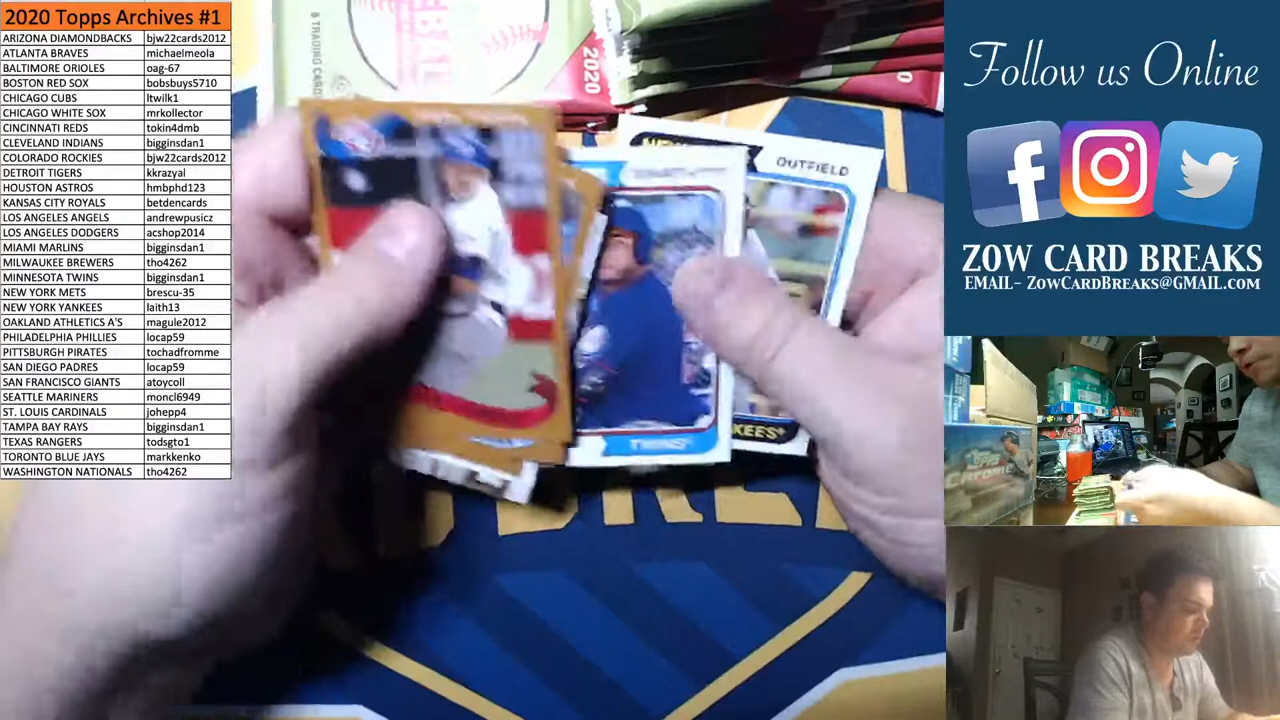 2020 Topps Archives #1
ARIZONA DIAMONDBACKS bjw22cards2012
ATLANTA BRAVES michaelmeola
BALTIMORE ORIOLES oag-67
BOSTON RED SOX bobsbuys5710
CHICAGO CUBS ltwilk1
CHICAGO WHITE SOX mrkollector
CINCINNATI REDS tokin4dmb
CLEVELAND INDIANS bigginsdan1
COLORADO ROCKIES bjw22cards2012
DETROIT TIGERS kkrazyal
HOUSTON ASTROS hmbphd123
KANSAS CITY ROYALS betdencards
LOS ANGELES ANGELS andrewpusicz
LOS ANGELES DODGERS acshop2014
MIAMI MARLINS bigginsdan1
MILWAUKEE BREWERS tho4262
MINNESOTA TWINS bigginsdan1
NEW YORK METS brescu-35
NEW YORK YANKEES laith13
OAKLAND ATHLETICS A'S magule2012
PHILADELPHIA PHILLIES locap59
PITTSBURGH PIRATES tochadfromme
SAN DIEGO PADRES locap59
SAN FRANCISCO GIANTS atoycoll
SEATTLE MARINERS moncl6949
ST. LOUIS CARDINALS johepp4
TAMPA BAY RAYS bigginsdan1
TEXAS RANGERS todsgto1
TORONTO BLUE JAYS markkenko
WASHINGTON NATIONALS tho4262
2020
OUTFIELD
TWINS
KEES
Follow us Online
ZOW CARD BREAKS
EMAIL- ZowCardBreaks@gmail.com
Topps
Chrome